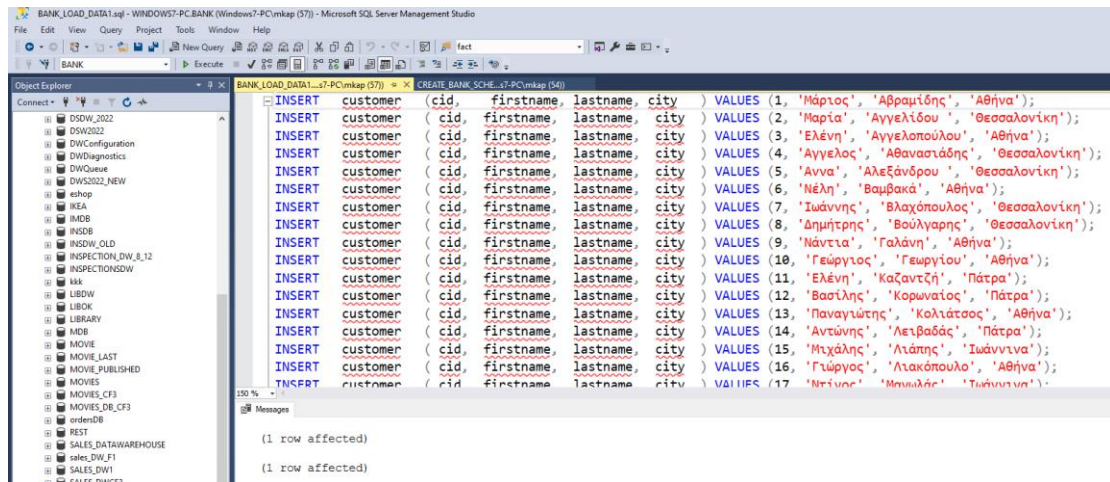 BANK_LOAD_DATA1.sql - WINDOWS7-PC.BANK (Windows7-PC\mkap (57)) - Microsoft SQL Server Management Studio
File Edit View Query Project Tools Window Help
New Query
fact
BANK
Execute
Object Explorer
Connect
DSDW_2022
DSW2022
DWConfiguration
DWDiagnostics
DWQueue
DWS2022_NEW
eshop
IKEA
IMDB
INSDB
INSDW_OLD
INSPECTION_DW_8_12
INSPECTIONSDW
kkk
LIBDW
LIBOK
LIBRARY
MDB
MOVIE
MOVIE_LAST
MOVIE_PUBLISHED
MOVIES
MOVIES_CF3
MOVIES_DB_CF3
ordersDB
REST
SALES_DATAWAREHOUSE
sales_DW_F1
SALES_DW1
BANK_LOAD_DATA1....s7-PC\mkap (57)) CREATE_BANK_SCHE...s7-PC\mkap (54))
INSERT customer (cid, firstname, lastname, city ) VALUES (1, 'Μάριος', 'Αβραμίδης', 'Αθήνα');
INSERT customer ( cid, firstname, lastname, city ) VALUES (2, 'Μαρία', 'Αγγελίδου ', 'Θεσσαλονίκη');
INSERT customer ( cid, firstname, lastname, city ) VALUES (3, 'Ελένη', 'Αγγελοπούλου', 'Αθήνα');
INSERT customer ( cid, firstname, lastname, city ) VALUES (4, 'Αγγελος', 'Αθανασιάδης', 'Θεσσαλονίκη');
INSERT customer ( cid, firstname, lastname, city ) VALUES (5, 'Αννα', 'Αλεξάνδρου ', 'Θεσσαλονίκη');
INSERT customer ( cid, firstname, lastname, city ) VALUES (6, 'Νέλη', 'Βαμβακά', 'Αθήνα');
INSERT customer ( cid, firstname, lastname, city ) VALUES (7, 'Ιωάννης', 'Βλαχόπουλος', 'Θεσσαλονίκη');
INSERT customer ( cid, firstname, lastname, city ) VALUES (8, 'Δημήτρης', 'Βούλγαρης', 'Θεσσαλονίκη');
INSERT customer ( cid, firstname, lastname, city ) VALUES (9, 'Νάντια', 'Γαλάνη', 'Αθήνα');
INSERT customer ( cid, firstname, lastname, city ) VALUES (10, 'Γεώργιος', 'Γεωργίου', 'Αθήνα');
INSERT customer ( cid, firstname, lastname, city ) VALUES (11, 'Ελένη', 'Καζαντζή', 'Πάτρα');
INSERT customer ( cid, firstname, lastname, city ) VALUES (12, 'Βασίλης', 'Κορωναίος', 'Πάτρα');
INSERT customer ( cid, firstname, lastname, city ) VALUES (13, 'Παναγιώτης', 'Κολιάτσος', 'Αθήνα');
INSERT customer ( cid, firstname, lastname, city ) VALUES (14, 'Αντώνης', 'Λειβαδάς', 'Πάτρα');
INSERT customer ( cid, firstname, lastname, city ) VALUES (15, 'Μιχάλης', 'Λιάπης', 'Ιωάννινα');
INSERT customer ( cid, firstname, lastname, city ) VALUES (16, 'Γιώργος', 'Λιακόπουλο', 'Αθήνα');
INSERT customer ( cid, firstname, lastname, city ) VALUES (17, 'Ντίνος', 'Μανωλάς', 'Ιωάννινα');
150 %
Messages
(1 row affected)
(1 row affected)